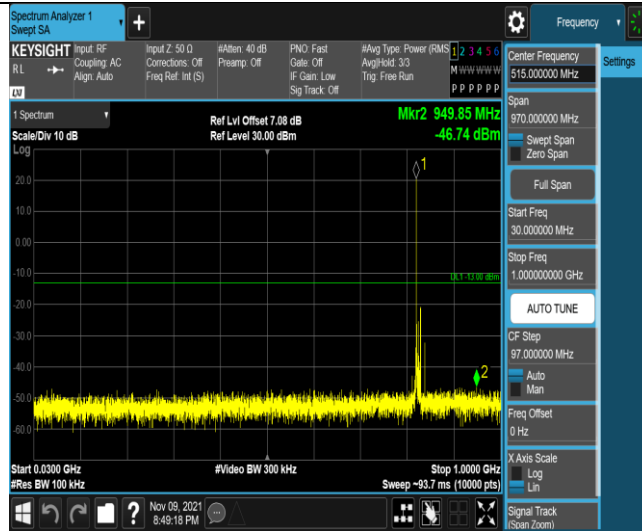 Spectrum Analyzer 1
Swept SA
Frequency
KEYSIGHT
R L
LXI
Input: RF
Coupling: AC
Align: Auto
Input Z: 50 Ω
Corrections: Off
Freq Ref: Int (S)
#Atten: 40 dB
Preamp: Off
PNO: Fast
Gate: Off
IF Gain: Low
Sig Track: Off
#Avg Type: Power (RMS
Avg|Hold: 3/3
Trig: Free Run
1 2 3 4 5 6
M W W W W W
P P P P P P
Center Frequency
515.000000 MHz
Settings
Span
970.000000 MHz
Swept Span
Zero Span
Full Span
Start Freq
30.000000 MHz
Stop Freq
1.000000000 GHz
AUTO TUNE
CF Step
97.000000 MHz
Auto
Man
Freq Offset
0 Hz
X Axis Scale
Log
Lin
Signal Track
(Span Zoom)
1 Spectrum
Scale/Div 10 dB
Log
Ref Lvl Offset 7.08 dB
Ref Level 30.00 dBm
Mkr2 949.85 MHz
-46.74 dBm
1
20.0
10.0
0.00
-10.0
DL1 -13.00 dBm
-20.0
-30.0
-40.0
2
-50.0
-60.0
Start 0.0300 GHz
#Res BW 100 kHz
#Video BW 300 kHz
Stop 1.0000 GHz
Sweep ~93.7 ms (10000 pts)
?
Nov 09, 2021
8:49:18 PM